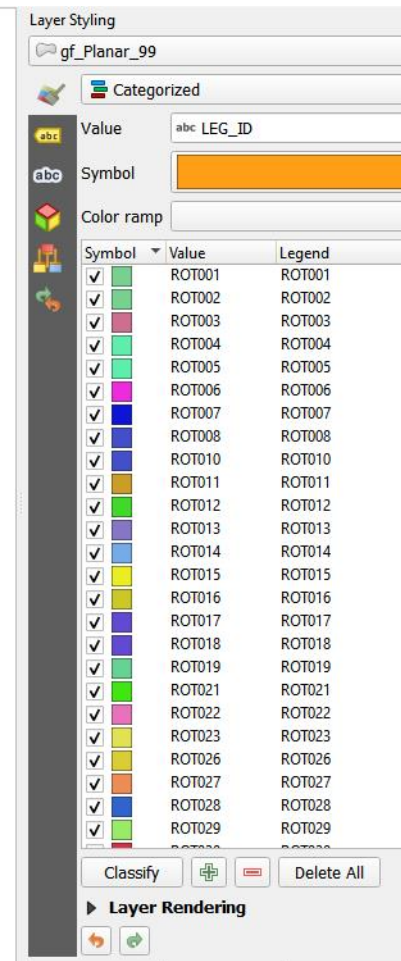 Layer Styling
gf_Planar_99
Categorized
abc
Value abc LEG_ID
abc Symbol
Color ramp
Symbol Value Legend
ROT001 ROT001
ROT002 ROT002
ROT003 ROT003
ROT004 ROT004
ROT005 ROT005
ROT006 ROT006
ROT007 ROT007
ROT008 ROT008
ROT010 ROT010
ROT011 ROT011
ROT012 ROT012
ROT013 ROT013
ROT014 ROT014
ROT015 ROT015
ROT016 ROT016
ROT017 ROT017
ROT018 ROT018
ROT019 ROT019
ROT021 ROT021
ROT022 ROT022
ROT023 ROT023
ROT026 ROT026
ROT027 ROT027
ROT028 ROT028
ROT029 ROT029
Classify Delete All
Layer Rendering